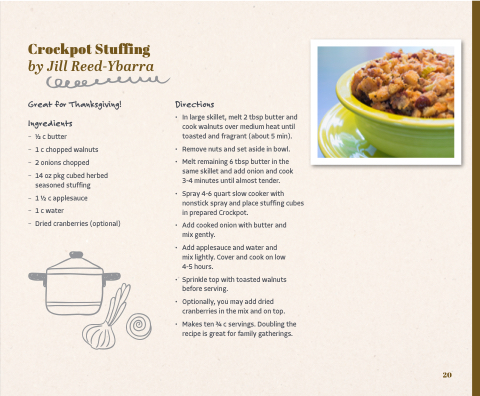 Crockpot Stuffing
by Jill Reed-Ybarra
Great for Thanksgiving!
Ingredients
- ½ c butter
- 1 c chopped walnuts
- 2 onions chopped
- 14 oz pkg cubed herbed
seasoned stuffing
- 1 ½ c applesauce
- 1 c water
- Dried cranberries (optional)
Directions
· In large skillet, melt 2 tbsp butter and
cook walnuts over medium heat until
toasted and fragrant (about 5 min).
· Remove nuts and set aside in bowl.
· Melt remaining 6 tbsp butter in the
same skillet and add onion and cook
3-4 minutes until almost tender.
· Spray 4-6 quart slow cooker with
nonstick spray and place stuffing cubes
in prepared Crockpot.
· Add cooked onion with butter and
mix gently.
· Add applesauce and water and
mix lightly. Cover and cook on low
4-5 hours.
· Sprinkle top with toasted walnuts
before serving.
· Optionally, you may add dried
cranberries in the mix and on top.
· Makes ten ¾ c servings. Doubling the
recipe is great for family gatherings.
20